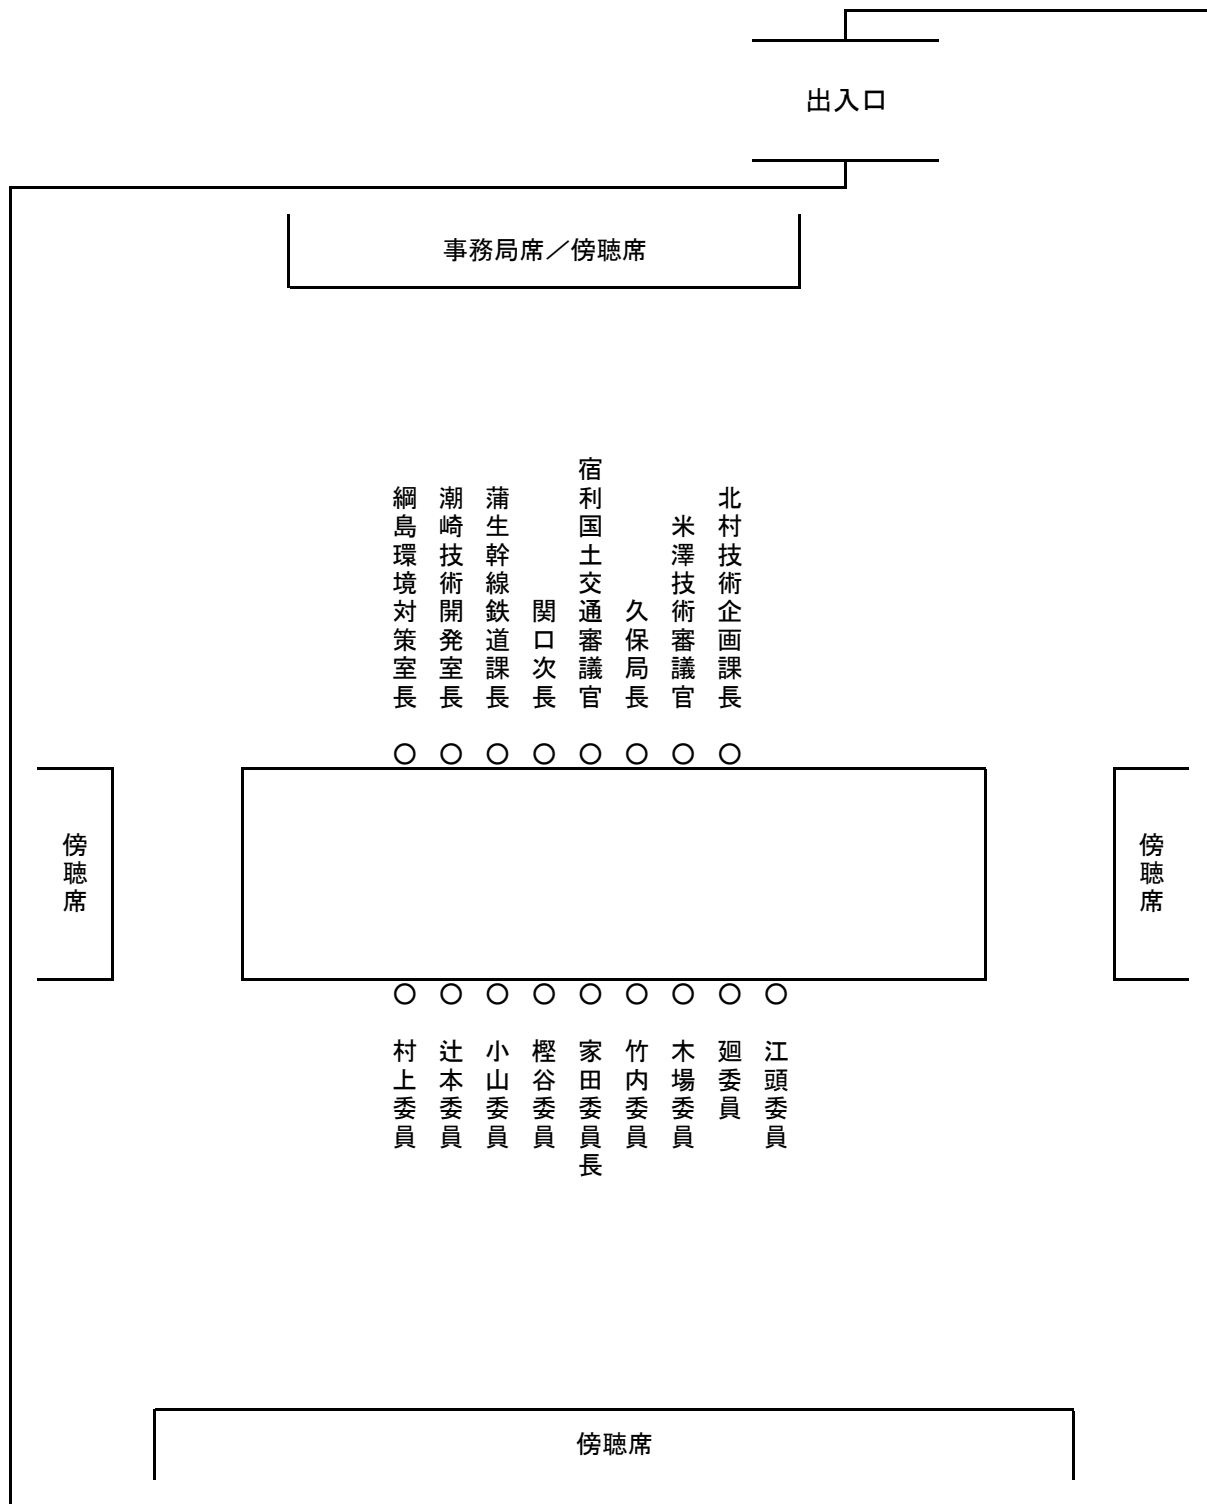 出入口
事務局席／傍聴席
綱島環境対策室長
潮崎技術開発室長
蒲生幹線鉄道課長
関口次長
宿利国土交通審議官
久保局長
米澤技術審議官
北村技術企画課長
○ ○ ○ ○ ○ ○ ○ ○
傍聴席
傍聴席
○ ○ ○ ○ ○ ○ ○ ○ ○
村上委員
辻本委員
小山委員
樫谷委員
家田委員長
竹内委員
木場委員
廻委員
江頭委員
傍聴席